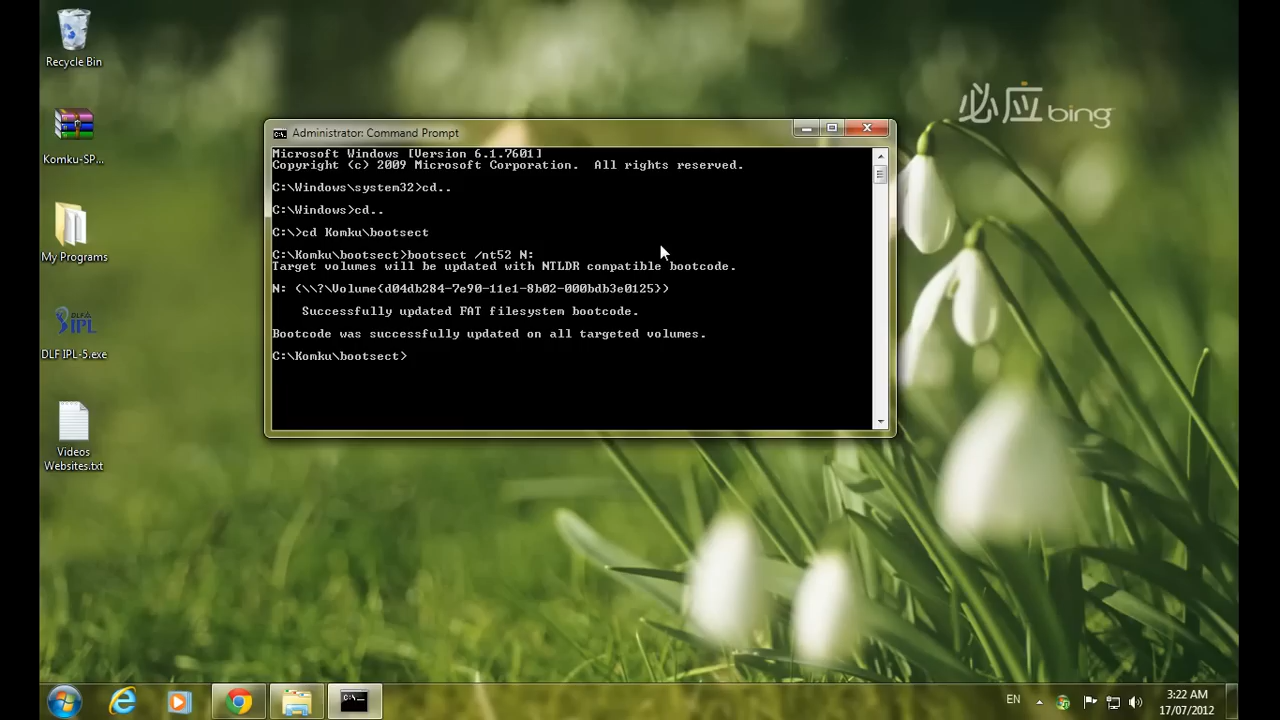 Recycle Bin
Komku-SP...
My Programs
DLF IPL-5.exe
Videos
Websites.txt
必应bing
Administrator: Command Prompt
Microsoft Windows [Version 6.1.7601]
Copyright (c) 2009 Microsoft Corporation.  All rights reserved.
C:\Windows\system32>cd..
C:\Windows>cd..
C:\>cd Komku\bootsect
C:\Komku\bootsect>bootsect /nt52 N:
Target volumes will be updated with NTLDR compatible bootcode.
N: (\\?\Volume{d04db284-7e90-11e1-8b02-000bdb3e0125})
Successfully updated FAT filesystem bootcode.
Bootcode was successfully updated on all targeted volumes.
C:\Komku\bootsect>
EN
3:22 AM
17/07/2012